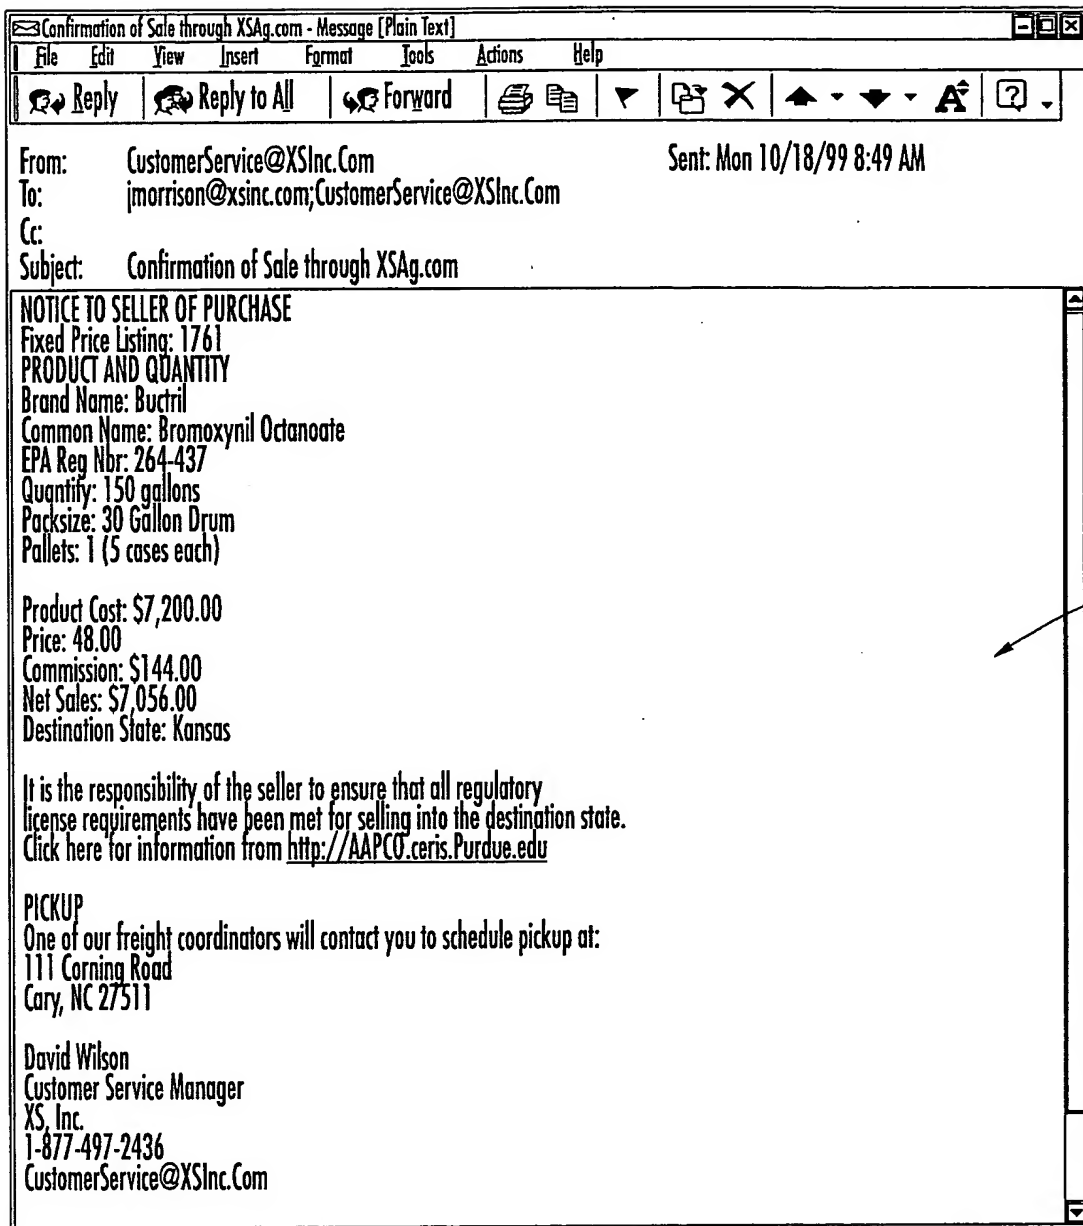 Confirmation of Sale through XSAg.com - Message [Plain Text]
File Edit View Insert Format Tools Actions Help
Reply Reply to All Forward
From: CustomerService@XSInc.Com Sent: Mon 10/18/99 8:49 AM
To: jmorrison@xsinc.com;CustomerService@XSInc.Com
Cc:
Subject: Confirmation of Sale through XSAg.com
NOTICE TO SELLER OF PURCHASE
Fixed Price Listing: 1761
PRODUCT AND QUANTITY
Brand Name: Buctril
Common Name: Bromoxynil Octanoate
EPA Reg Nbr: 264-437
Quantify: 150 gallons
Packsize: 30 Gallon Drum
Pallets: 1 (5 cases each)
Product Cost: $7,200.00
Price: 48.00
Commission: $144.00
Net Sales: $7,056.00
Destination State: Kansas
It is the responsibility of the seller to ensure that all regulatory
license requirements have been met for selling into the destination state.
Click here for information from http://AAPCO.ceris.Purdue.edu
PICKUP
One of our freight coordinators will contact you to schedule pickup at:
111 Corning Road
Cary, NC 27511
David Wilson
Customer Service Manager
XS, Inc.
1-877-497-2436
CustomerService@XSInc.Com